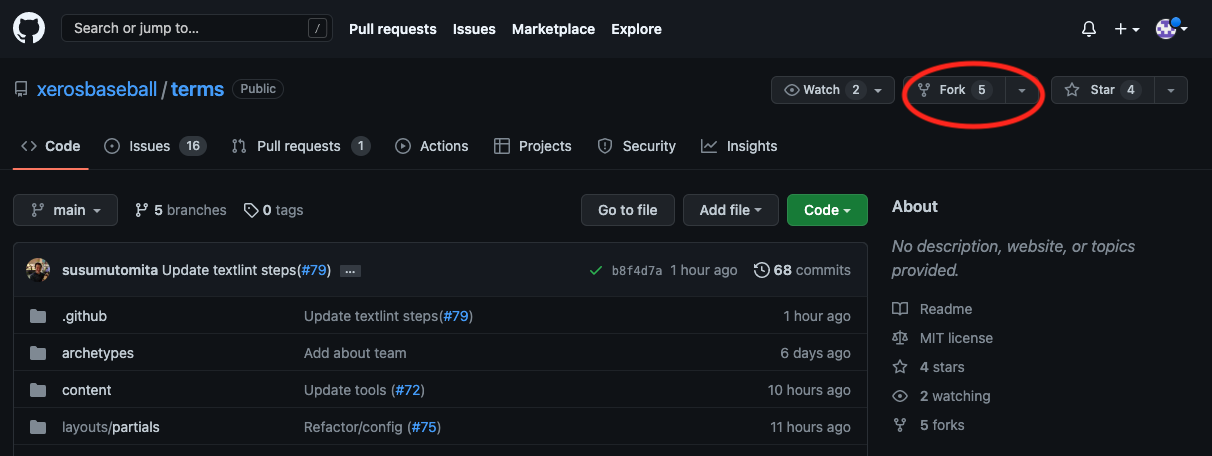 Search or jump to... / Pull requests Issues Marketplace Explore
xerosbaseball / terms Public Watch 2 Fork 5 Star 4
Code Issues 16 Pull requests 1 Actions Projects Security Insights
main 5 branches 0 tags Go to file Add file Code
About
No description, website, or topics
provided.
susumutomita Update textlint steps(#79) ... b8f4d7a 1 hour ago 68 commits
.github Update textlint steps(#79) 1 hour ago
archetypes Add about team 6 days ago
content Update tools (#72) 10 hours ago
layouts/partials Refactor/config (#75) 11 hours ago
Readme
MIT license
4 stars
2 watching
5 forks